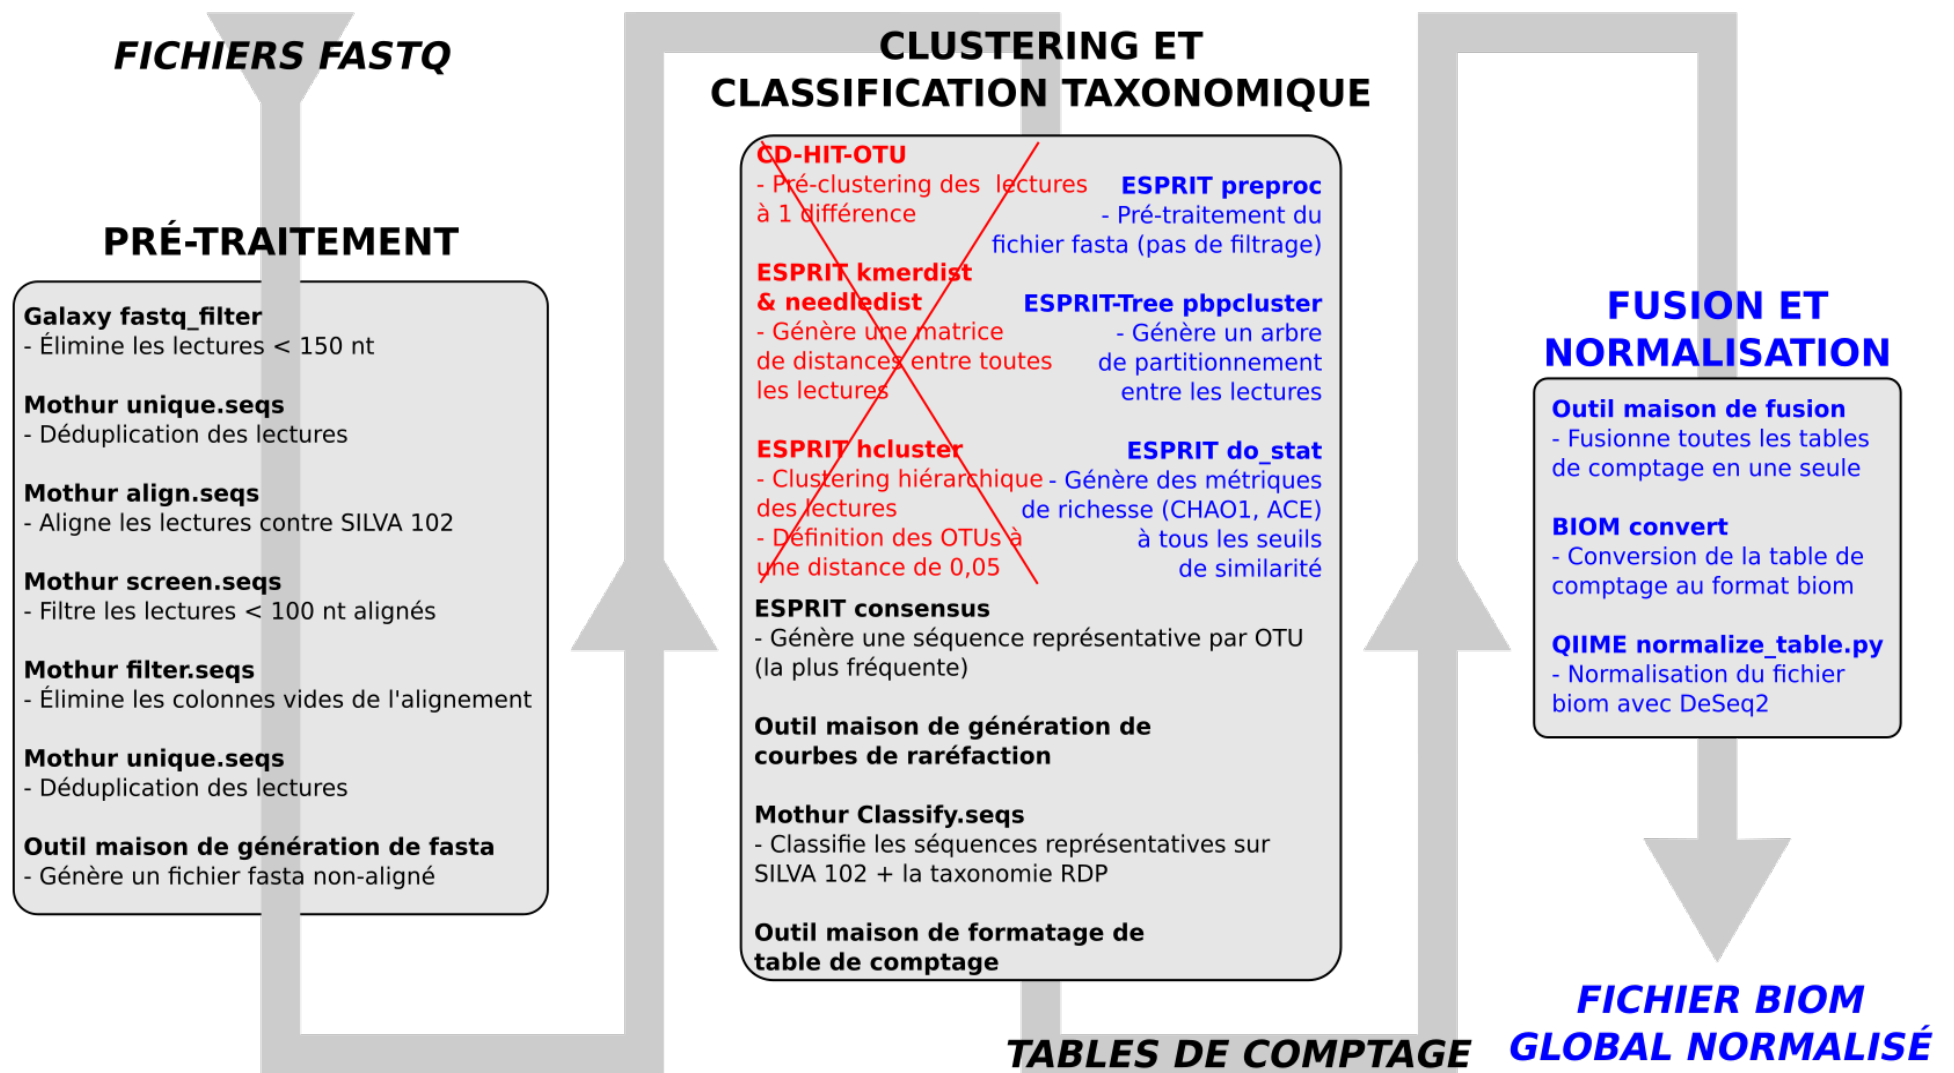 FICHIERS FASTQ
PRÉ-TRAITEMENT
Galaxy fastq_filter
- Élimine les lectures < 150 nt
Mothur unique.seqs
- Déduplication des lectures
Mothur align.seqs
- Aligne les lectures contre SILVA 102
Mothur screen.seqs
- Filtre les lectures < 100 nt alignés
Mothur filter.seqs
- Élimine les colonnes vides de l'alignement
Mothur unique.seqs
- Déduplication des lectures
Outil maison de génération de fasta
- Génère un fichier fasta non-aligné
CLUSTERING ET
CLASSIFICATION TAXONOMIQUE
CD-HIT-OTU
- Pré-clustering des lectures
à 1 différence
ESPRIT kmerdist
& needledist
- Génère une matrice
de distances entre toutes
les lectures
ESPRIT hcluster
- Clustering hiérarchique
des lectures
- Définition des OTUs à
une distance de 0,05
ESPRIT preproc
- Pré-traitement du
fichier fasta (pas de filtrage)
ESPRIT-Tree pbpcluster
- Génère un arbre
de partitionnement
entre les lectures
ESPRIT do_stat
- Génère des métriques
de richesse (CHAO1, ACE)
à tous les seuils
de similarité
ESPRIT consensus
- Génère une séquence représentative par OTU
(la plus fréquente)
Outil maison de génération de
courbes de raréfaction
Mothur Classify.seqs
- Classifie les séquences représentatives sur
SILVA 102 + la taxonomie RDP
Outil maison de formatage de
table de comptage
TABLES DE COMPTAGE
FUSION ET
NORMALISATION
Outil maison de fusion
- Fusionne toutes les tables
de comptage en une seule
BIOM convert
- Conversion de la table de
comptage au format biom
QIIME normalize_table.py
- Normalisation du fichier
biom avec DeSeq2
FICHIER BIOM
GLOBAL NORMALISÉ